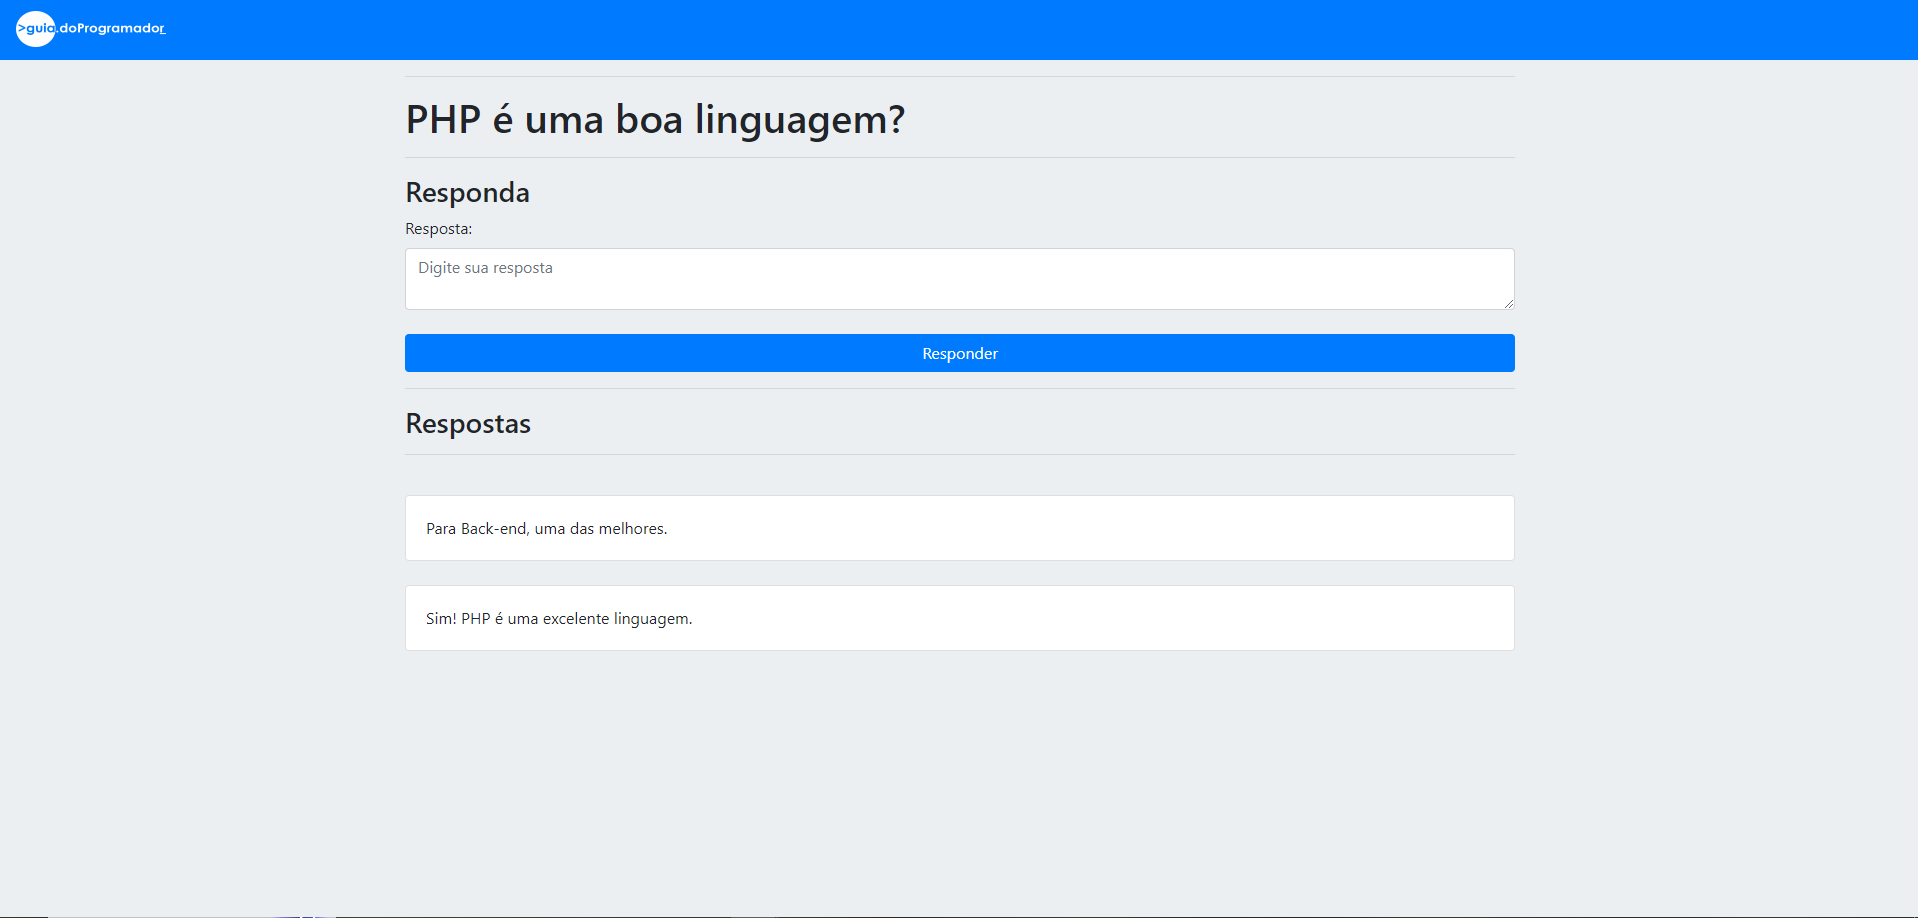 >guia.doProgramador_
PHP é uma boa linguagem?
Responda
Resposta:
Digite sua resposta
Responder
Respostas
Para Back-end, uma das melhores.
Sim! PHP é uma excelente linguagem.